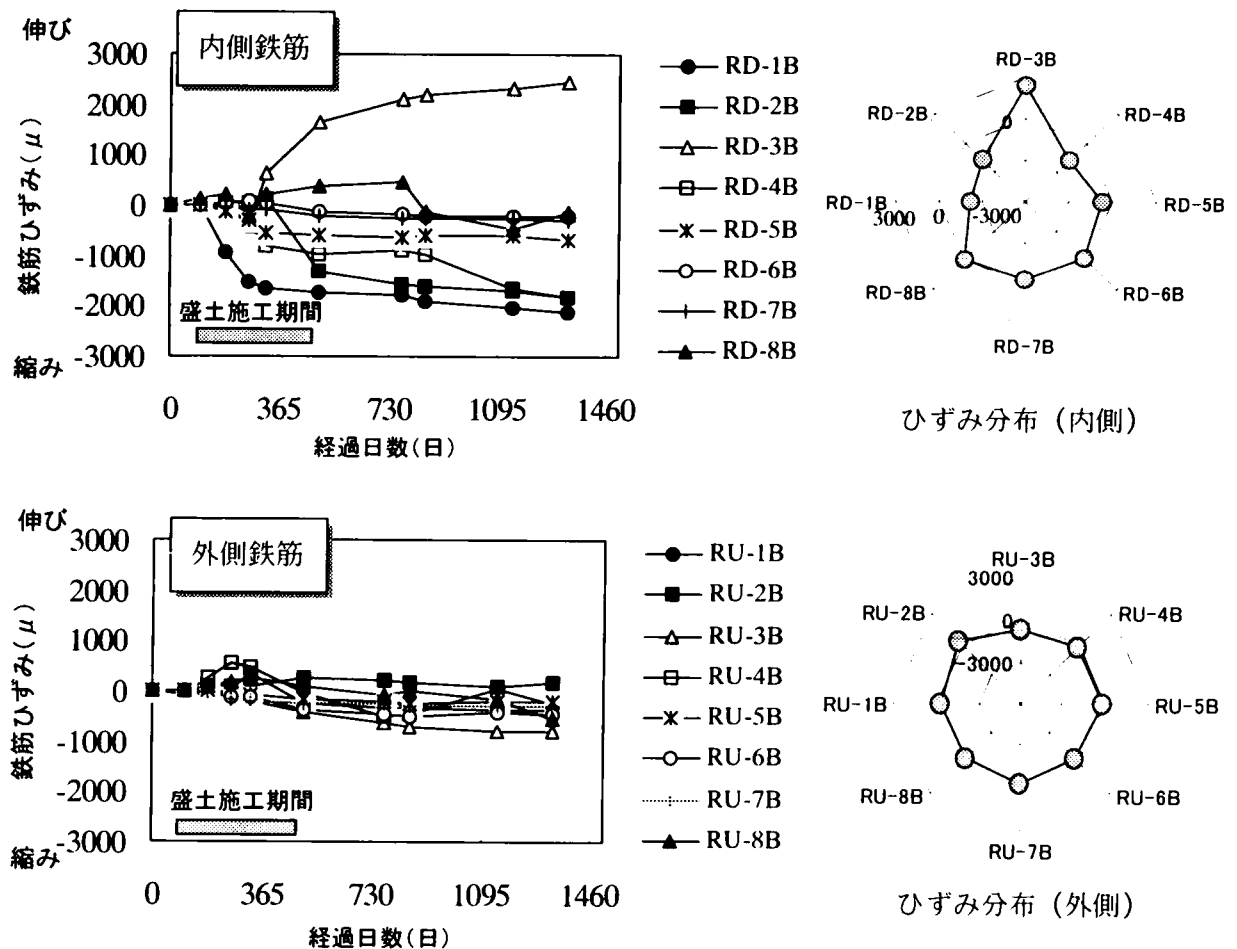 伸び
内側鉄筋
3000
2000
1000
0
-1000
-2000
-3000
鉄筋ひずみ(μ)
縮み
盛土施工期間
0 365 730 1095 1460
経過日数(日)
RD-1B
RD-2B
RD-3B
RD-4B
RD-5B
RD-6B
RD-7B
RD-8B
RD-3B
RD-2B
0
RD-4B
RD-1B
3000 0 -3000
RD-5B
RD-8B
RD-6B
RD-7B
ひずみ分布 (内側)
伸び
外側鉄筋
3000
2000
1000
0
-1000
-2000
-3000
鉄筋ひずみ(μ)
縮み
盛土施工期間
0 365 730 1095 1460
経過日数(日)
RU-1B
RU-2B
RU-3B
RU-4B
RU-5B
RU-6B
RU-7B
RU-8B
RU-3B
3000
RU-2B
0
RU-4B
-3000
RU-1B
RU-5B
RU-8B
RU-6B
RU-7B
ひずみ分布 (外側)